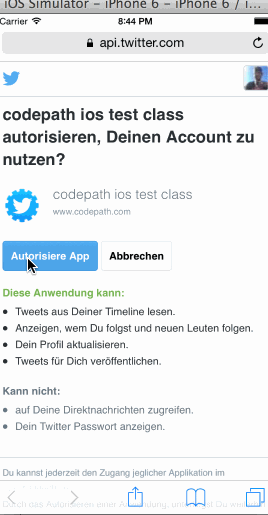 iOS Simulator – iPhone 6 – iPhone 6 / i...
Carrier 8:44 PM
api.twitter.com
codepath ios test class
autorisieren, Deinen Account zu
nutzen?
codepath ios test class
www.codepath.com
Autorisiere App Abbrechen
Diese Anwendung kann:
• Tweets aus Deiner Timeline lesen.
• Anzeigen, wem Du folgst und neuen Leuten folgen.
• Dein Profil aktualisieren.
• Tweets für Dich veröffentlichen.
Kann nicht:
• auf Deine Direktnachrichten zugreifen.
• Dein Twitter Passwort anzeigen.
Du kannst jederzeit den Zugang jeglicher Applikation im